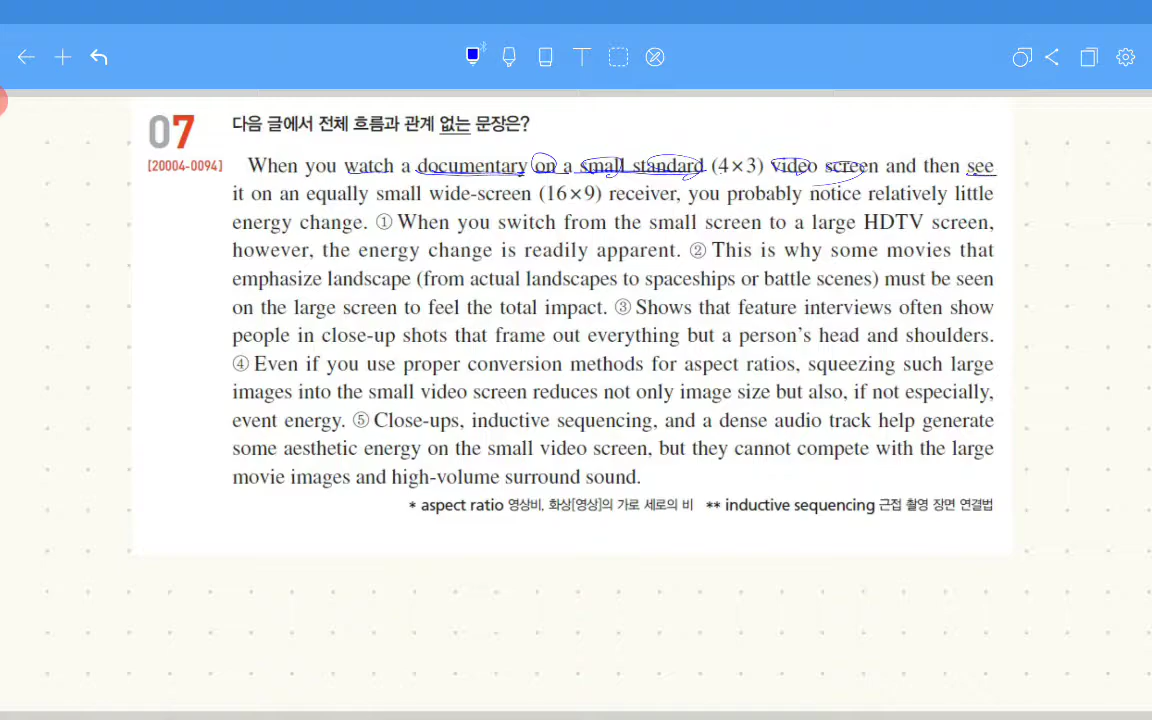 07 다음 글에서 전체 흐름과 관계 없는 문장은?
[20004-0094] When you watch a documentary on a small standard (4×3) video screen and then see
it on an equally small wide-screen (16×9) receiver, you probably notice relatively little
energy change. ① When you switch from the small screen to a large HDTV screen,
however, the energy change is readily apparent. ② This is why some movies that
emphasize landscape (from actual landscapes to spaceships or battle scenes) must be seen
on the large screen to feel the total impact. ③ Shows that feature interviews often show
people in close-up shots that frame out everything but a person's head and shoulders.
④ Even if you use proper conversion methods for aspect ratios, squeezing such large
images into the small video screen reduces not only image size but also, if not especially,
event energy. ⑤ Close-ups, inductive sequencing, and a dense audio track help generate
some aesthetic energy on the small video screen, but they cannot compete with the large
movie images and high-volume surround sound.
* aspect ratio 영상비, 화상[영상]의 가로 세로의 비 ** inductive sequencing 근접 촬영 장면 연결법